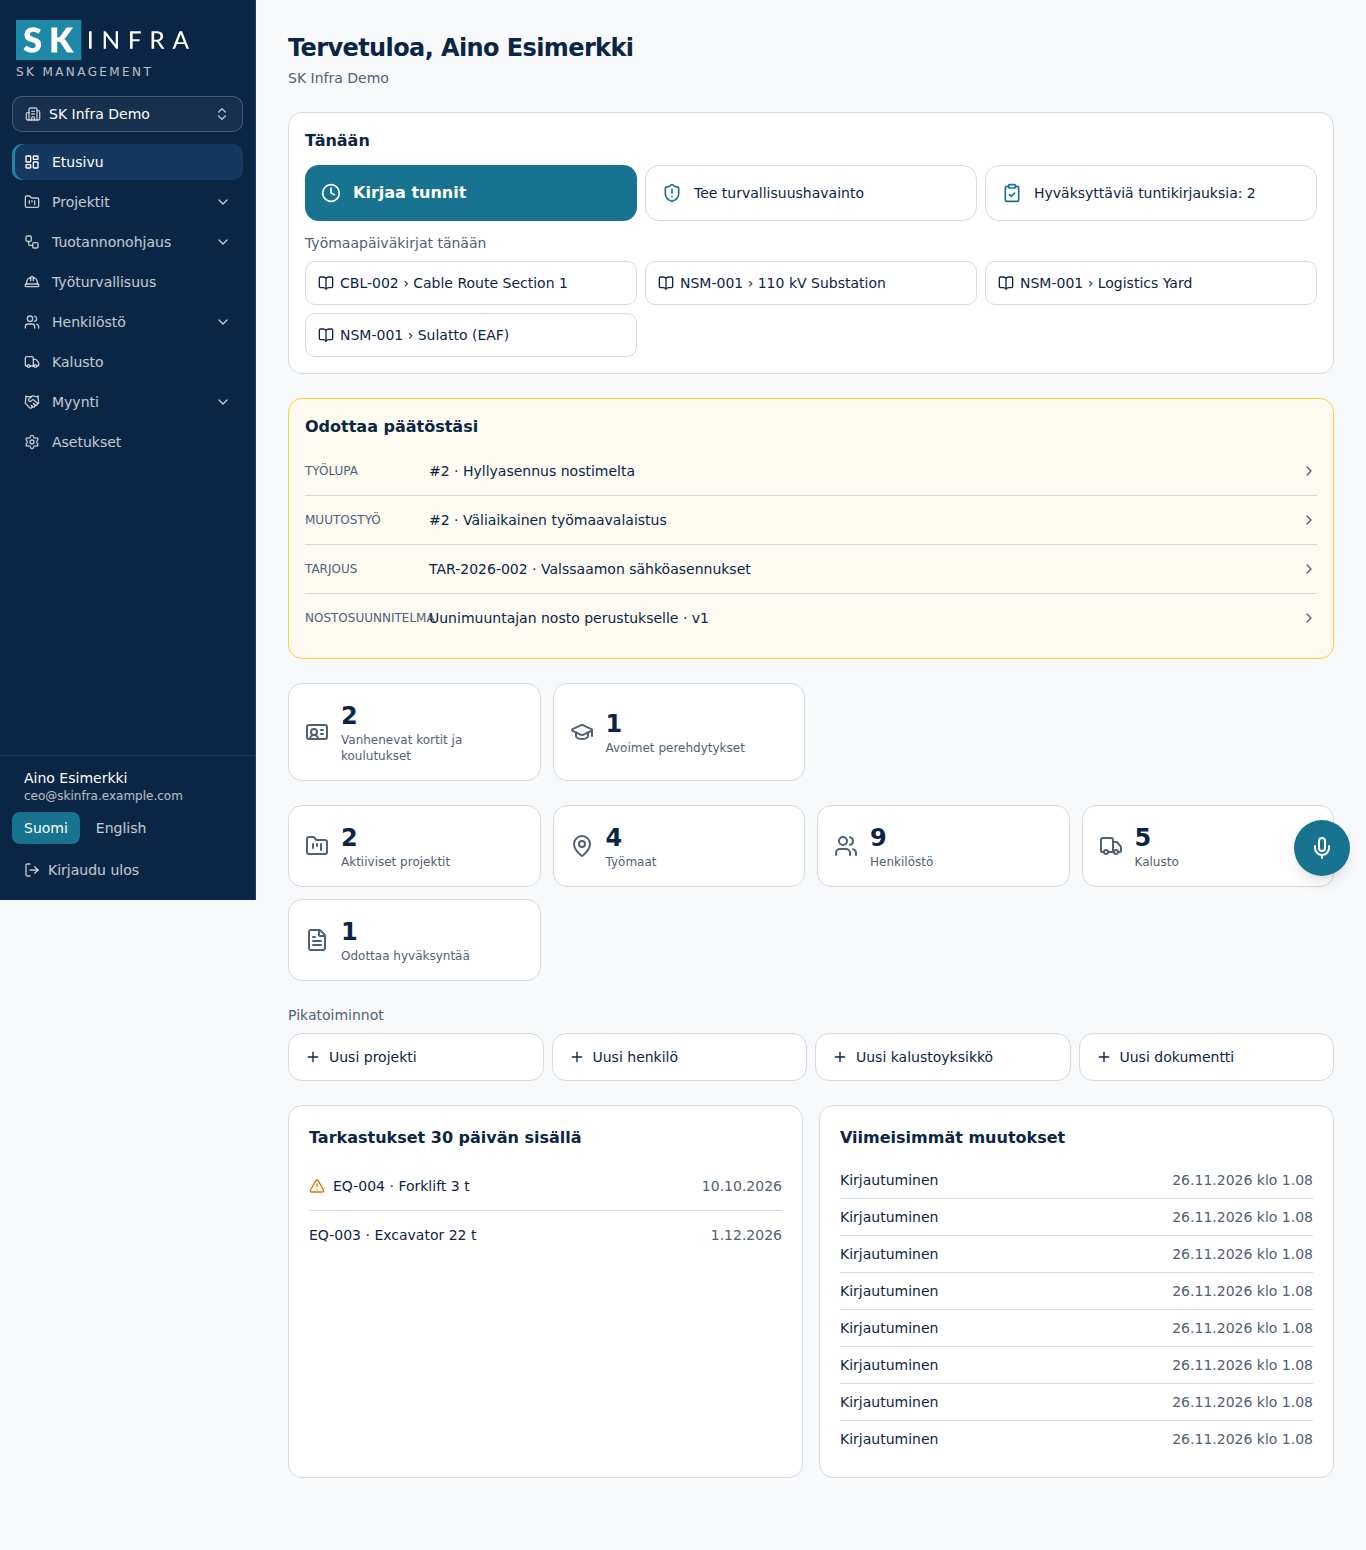 SK INFRA
SK MANAGEMENT
SK Infra Demo
Etusivu
Projektit
Tuotannonohjaus
Työturvallisuus
Henkilöstö
Kalusto
Myynti
Asetukset
Aino Esimerkki
ceo@skinfra.example.com
Suomi English
Kirjaudu ulos
Tervetuloa, Aino Esimerkki
SK Infra Demo
Tänään
Kirjaa tunnit
Tee turvallisuushavainto
Hyväksyttäviä tuntikirjauksia: 2
Työmaapäiväkirjat tänään
CBL-002 › Cable Route Section 1
NSM-001 › 110 kV Substation
NSM-001 › Logistics Yard
NSM-001 › Sulatto (EAF)
Odottaa päätöstäsi
TYÖLUPA #2 · Hyllyasennus nostimelta
MUUTOSTYÖ #2 · Väliaikainen työmaavalaistus
TARJOUS TAR-2026-002 · Valssaamon sähköasennukset
NOSTOSUUNNITELMA Uunimuuntajan nosto perustukselle · v1
2
Vanhenevat kortit ja
koulutukset
1
Avoimet perehdytykset
2
Aktiiviset projektit
4
Työmaat
9
Henkilöstö
5
Kalusto
1
Odottaa hyväksyntää
Pikatoiminnot
Uusi projekti
Uusi henkilö
Uusi kalustoyksikkö
Uusi dokumentti
Tarkastukset 30 päivän sisällä
EQ-004 · Forklift 3 t 10.10.2026
EQ-003 · Excavator 22 t 1.12.2026
Viimeisimmät muutokset
Kirjautuminen 26.11.2026 klo 1.08
Kirjautuminen 26.11.2026 klo 1.08
Kirjautuminen 26.11.2026 klo 1.08
Kirjautuminen 26.11.2026 klo 1.08
Kirjautuminen 26.11.2026 klo 1.08
Kirjautuminen 26.11.2026 klo 1.08
Kirjautuminen 26.11.2026 klo 1.08
Kirjautuminen 26.11.2026 klo 1.08